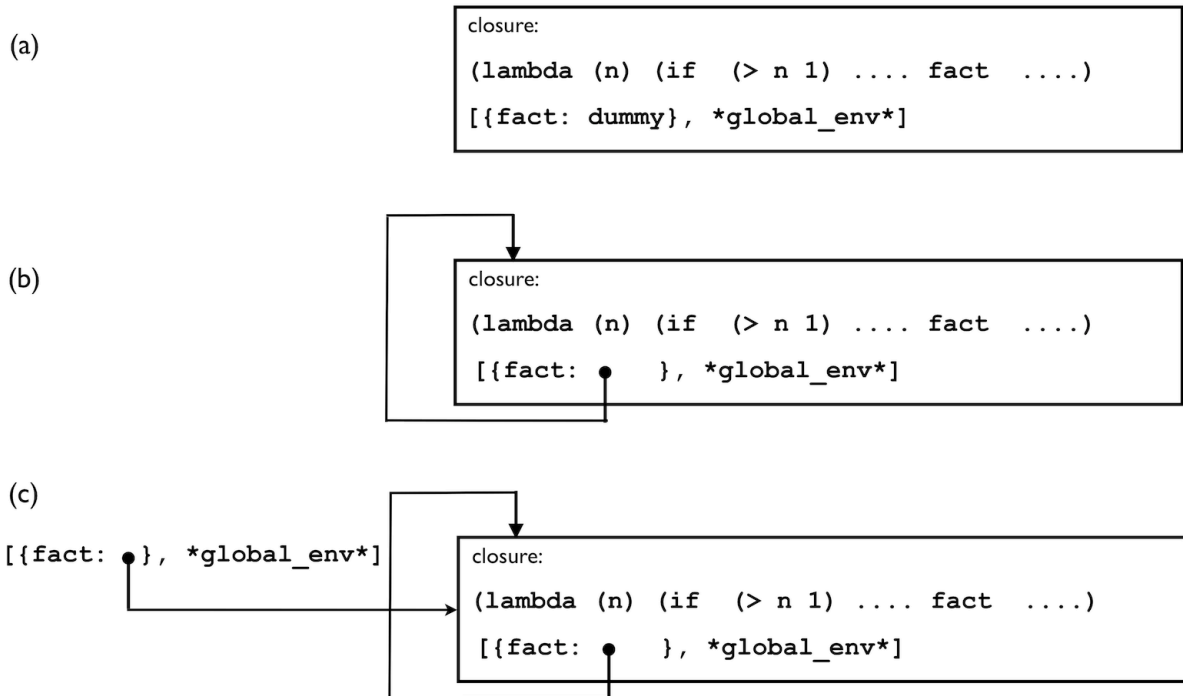 (a)
closure:
(lambda (n) (if (> n 1) .... fact ....)
[{fact: dummy}, *global_env*]
(b)
closure:
(lambda (n) (if (> n 1) .... fact ....)
[{fact: }, *global_env*]
(c)
[{fact: }, *global_env*]
closure:
(lambda (n) (if (> n 1) .... fact ....)
[{fact: }, *global_env*]